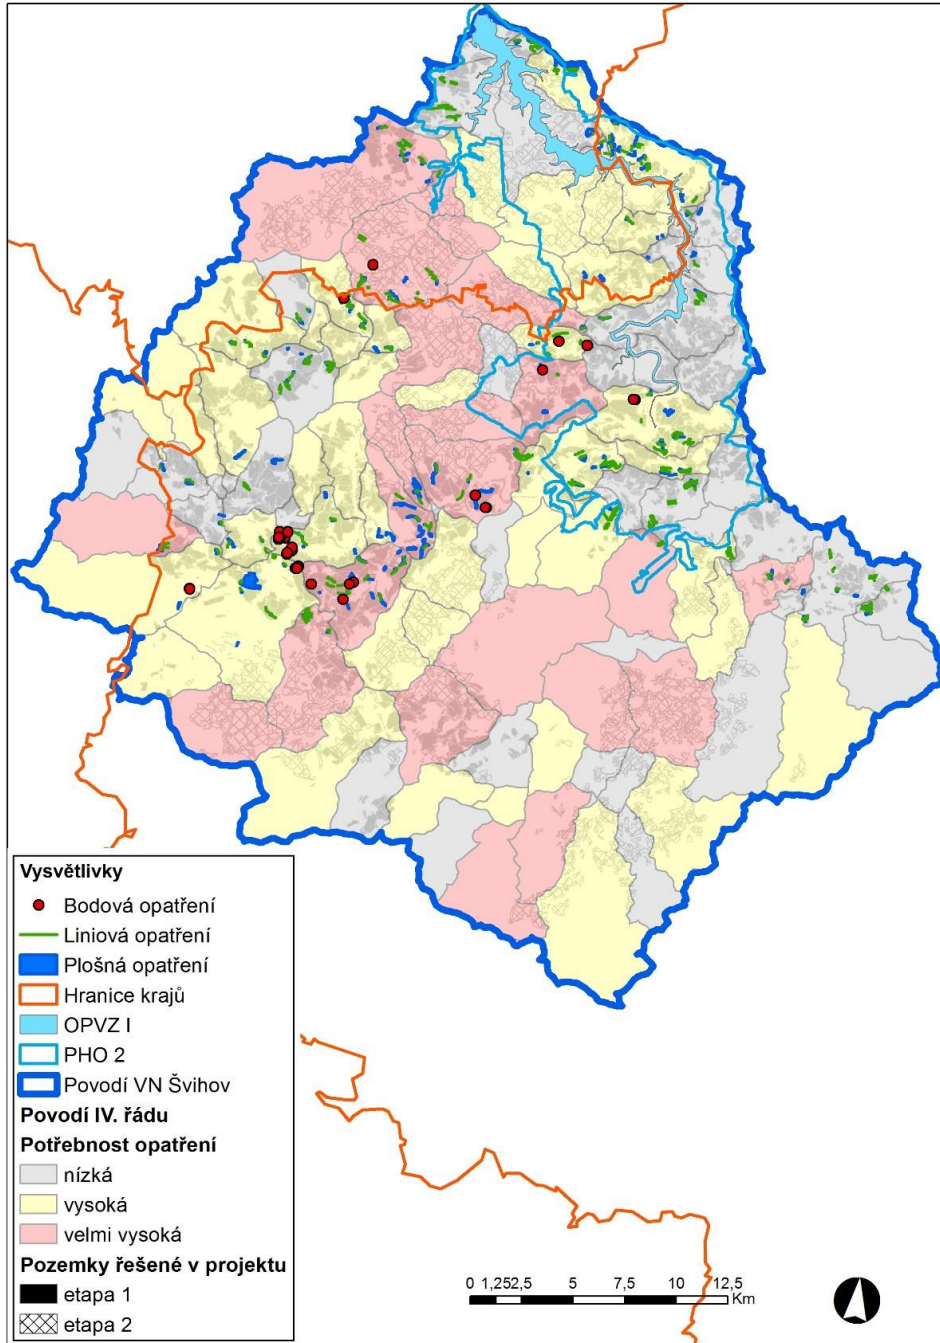 Vysvětlivky
Bodová opatření
Liniová opatření
Plošná opatření
Hranice krajů
OPVZ I
PHO 2
Povodí VN Švihov
Povodí IV. řádu
Potřebnost opatření
nízká
vysoká
velmi vysoká
Pozemky řešené v projektu
etapa 1
etapa 2
0 1,252,5 5 7,5 10 12,5
Km